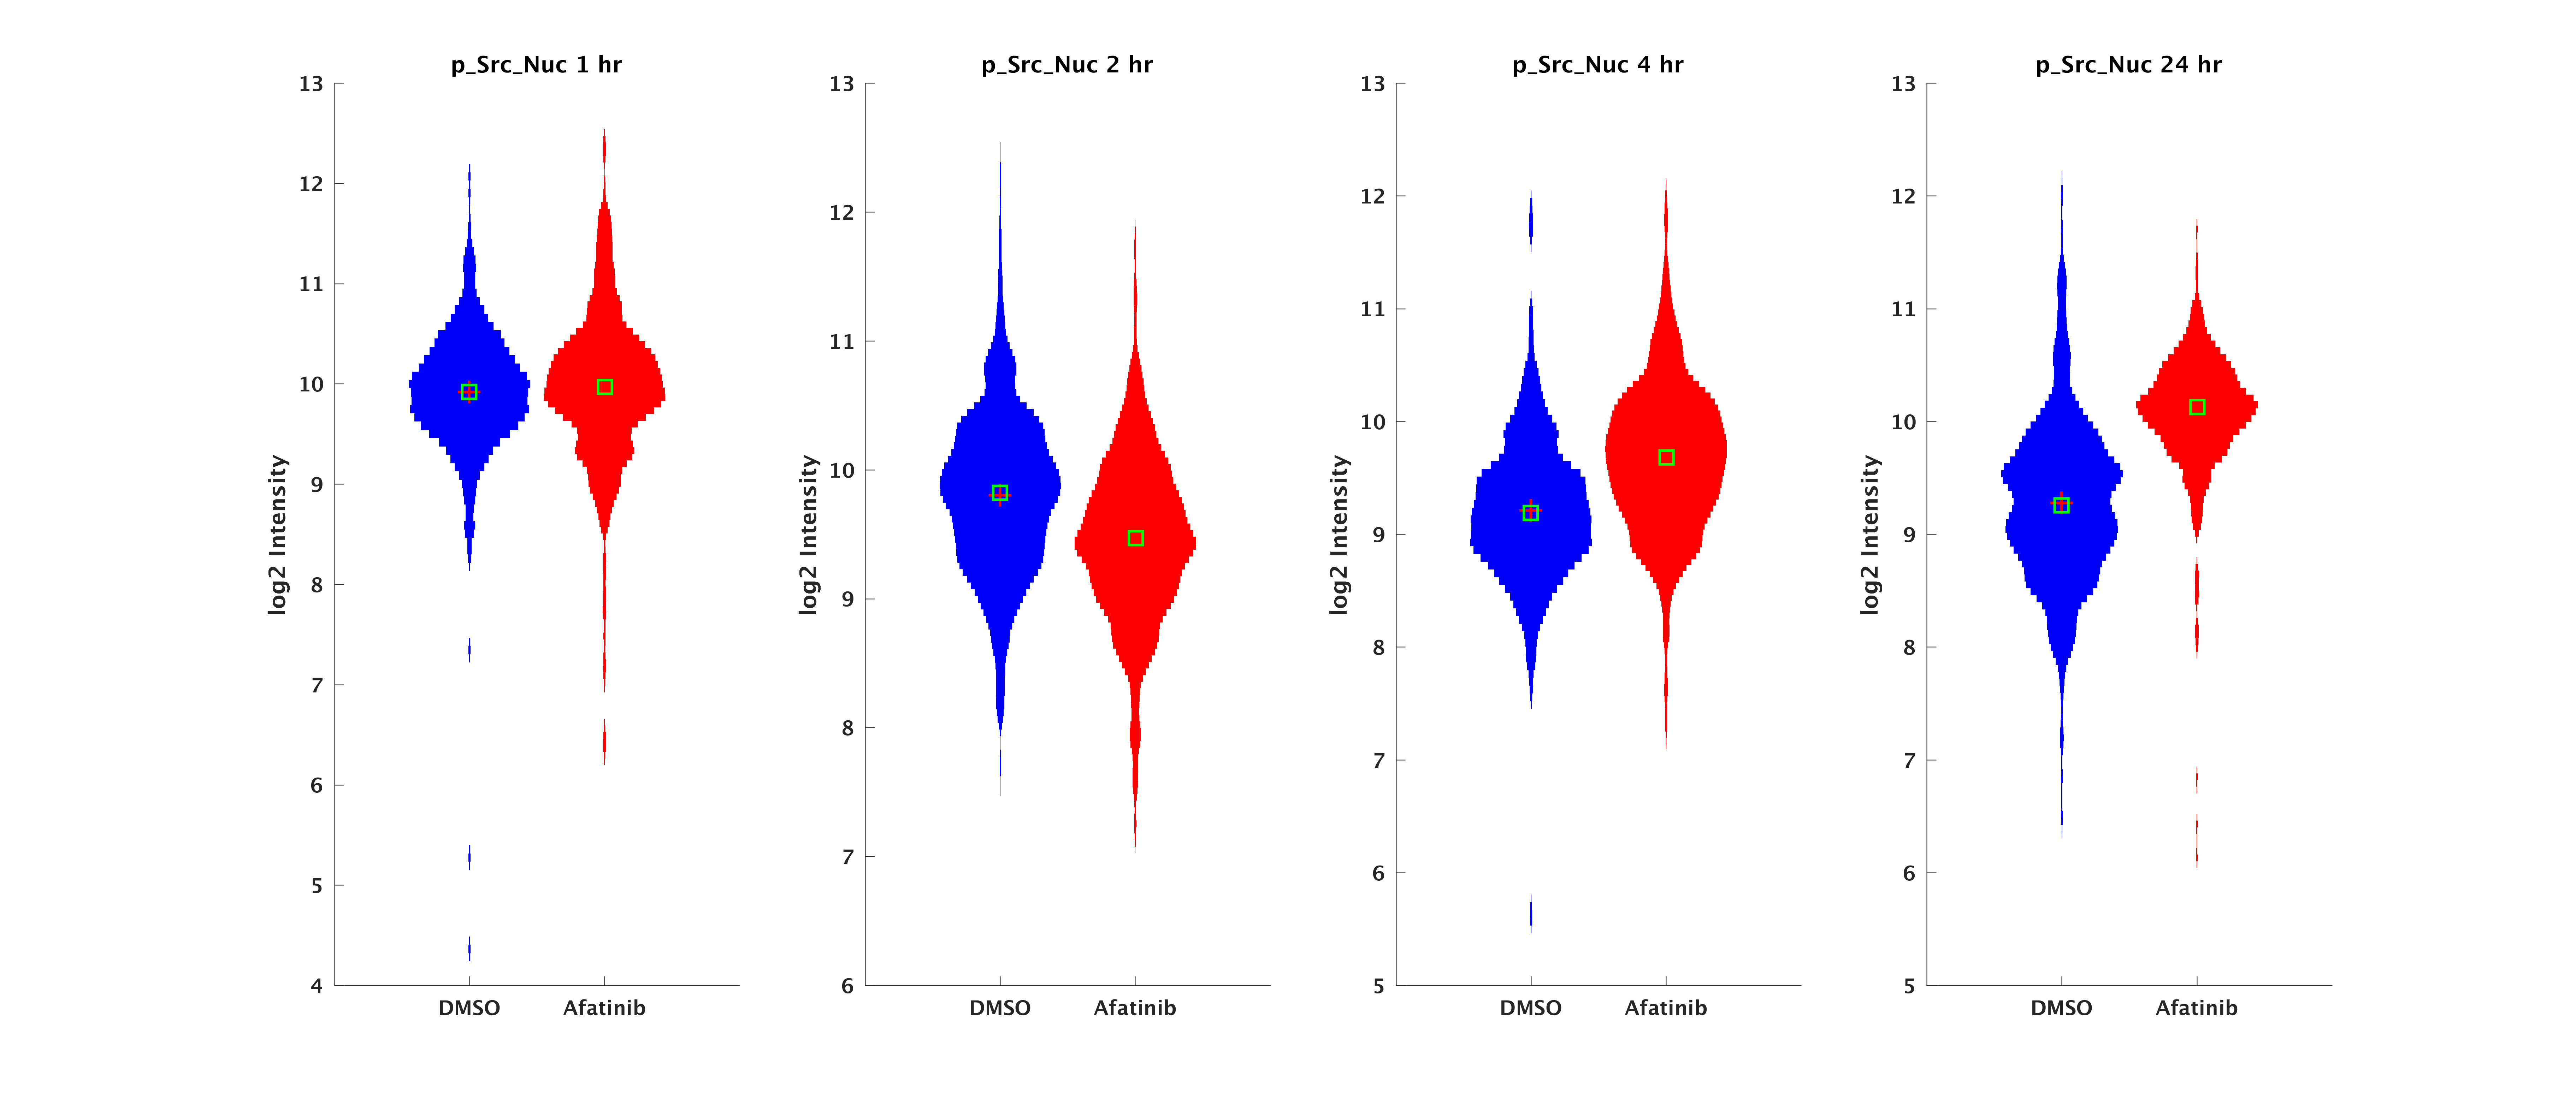 p_Src_Nuc 1 hr
13
12
11
10
9
8
7
6
5
4
log2 Intensity
DMSO
Afatinib
p_Src_Nuc 2 hr
13
12
11
10
9
8
7
6
log2 Intensity
DMSO
Afatinib
p_Src_Nuc 4 hr
13
12
11
10
9
8
7
6
5
log2 Intensity
DMSO
Afatinib
p_Src_Nuc 24 hr
13
12
11
10
9
8
7
6
5
log2 Intensity
DMSO
Afatinib